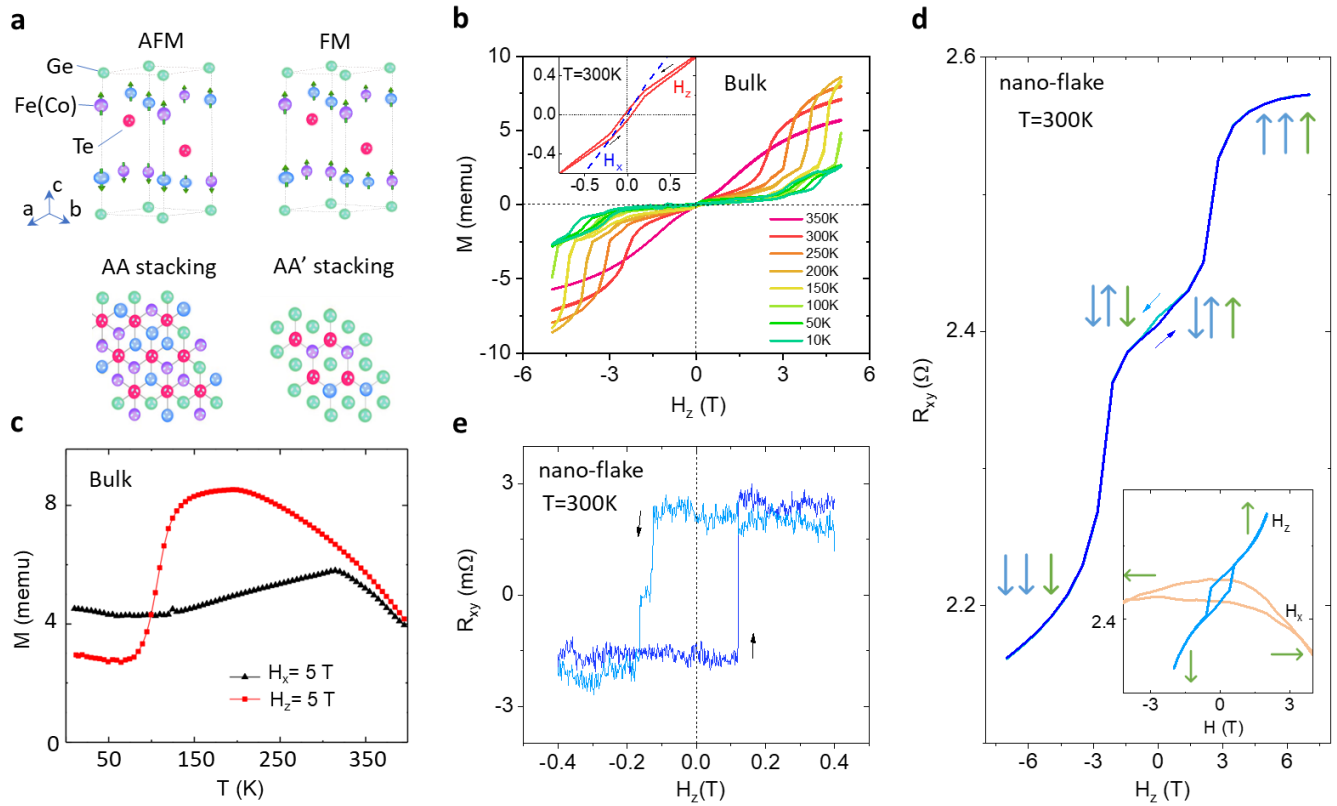 a
AFM
FM
Ge
Fe(Co)
Te
c
a
b
AA stacking
AA’ stacking
b
Bulk
T=300K
Hz
Hx
0.4
0.0
-0.4
-0.5
0.0
0.5
10
5
0
-5
-10
M (memu)
350K
300K
250K
200K
150K
100K
50K
10K
-6
-3
0
3
6
Hz (T)
c
Bulk
8
4
0
M (memu)
Hx= 5 T
Hz= 5 T
50
150
250
350
T (K)
e
nano-flake
T=300K
3
0
-3
Rxy (mΩ)
-0.4
-0.2
0.0
0.2
0.4
Hz(T)
d
nano-flake
T=300K
2.6
2.4
2.2
Rxy (Ω)
Hz
Hx
2.4
-3
0
3
H (T)
-6
-3
0
3
6
Hz (T)